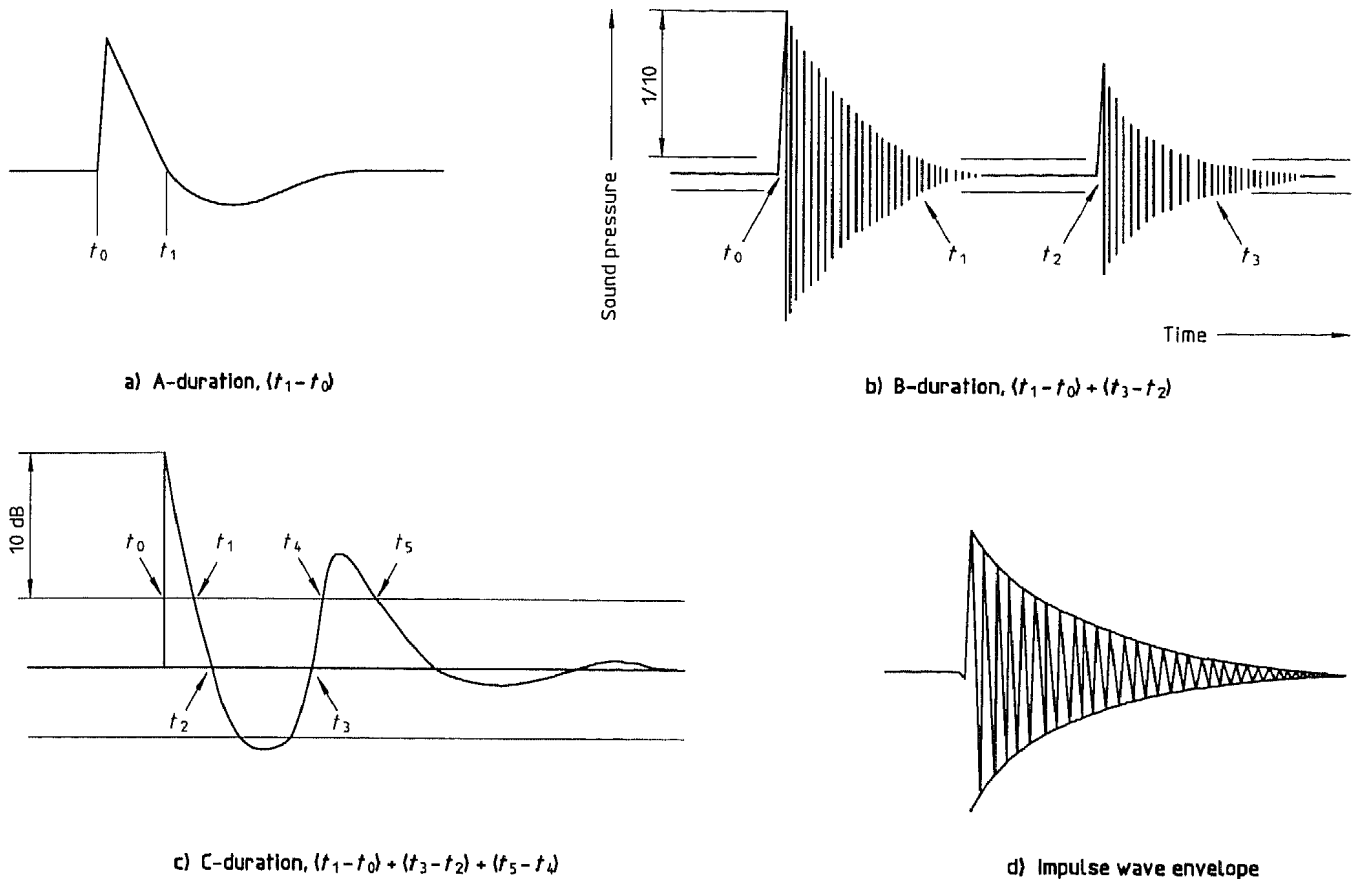 t0
t1
a) A-duration, (t1 – t0)
Sound pressure
1/10
t0
t1
t2
t3
Time
b) B-duration, (t1 – t0) + (t3 – t2)
10 dB
t0
t1
t4
t5
t2
t3
c) C-duration, (t1 – t0) + (t3 – t2) + (t5 – t4)
d) Impulse wave envelope